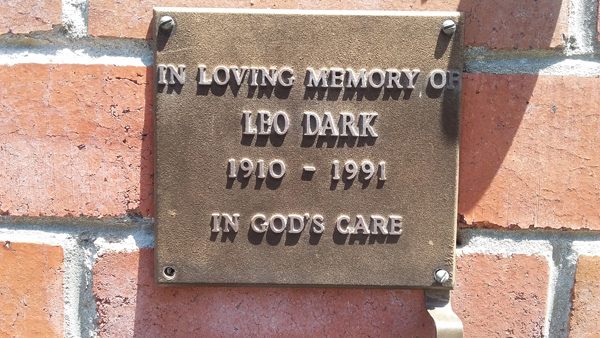 IN LOVING MEMORY OF
LEO DARK
1910 - 1991
IN GOD'S CARE